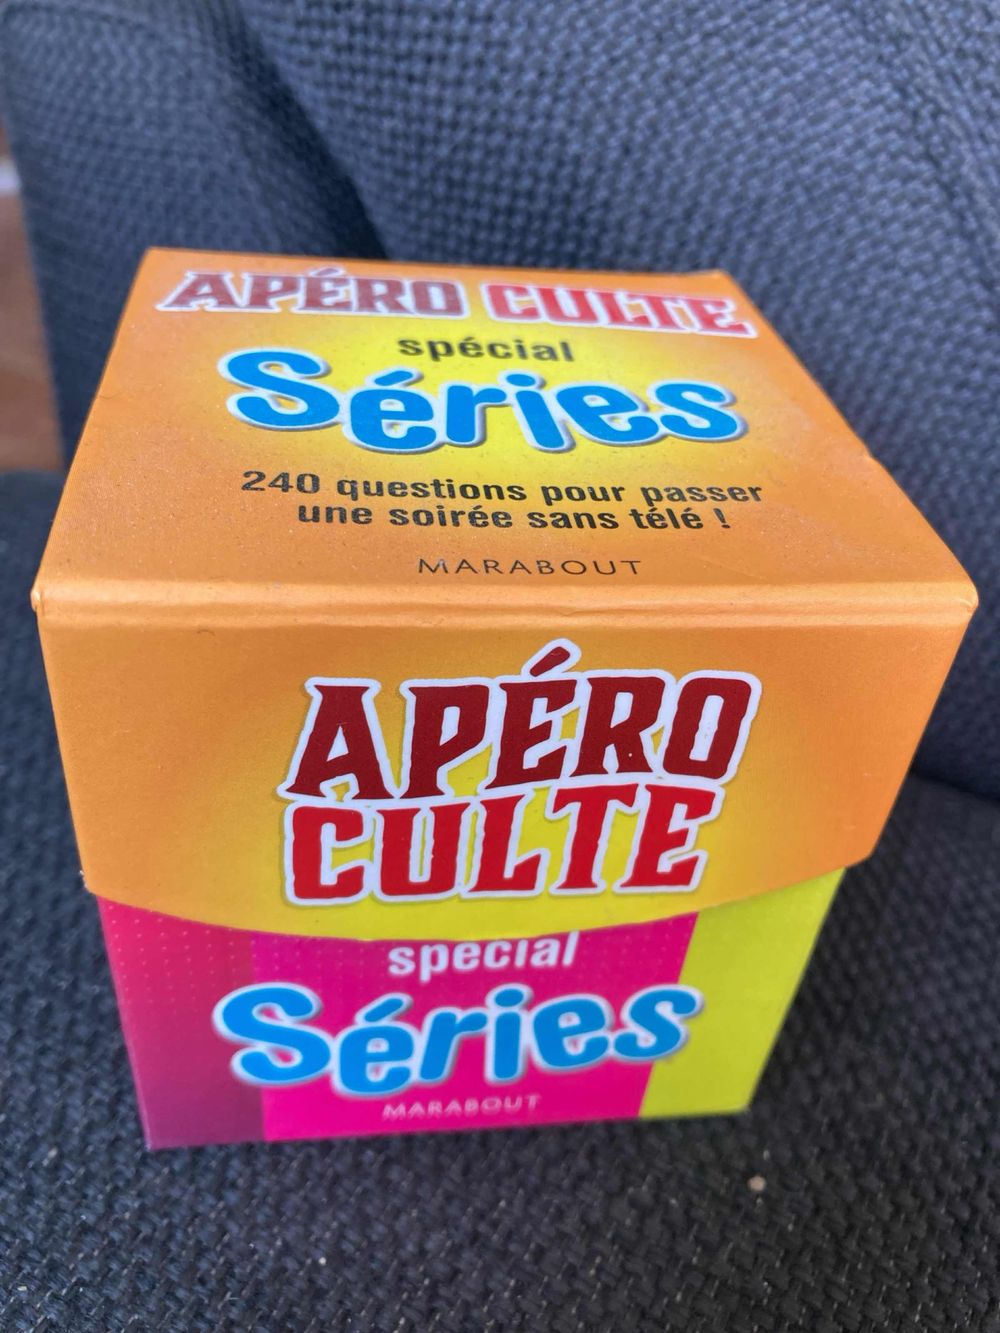 APÉRO CULTE
spécial
Séries
240 questions pour passer
une soirée sans télé !
MARABOUT
APÉRO
CULTE
spécial
Séries
MARABOUT